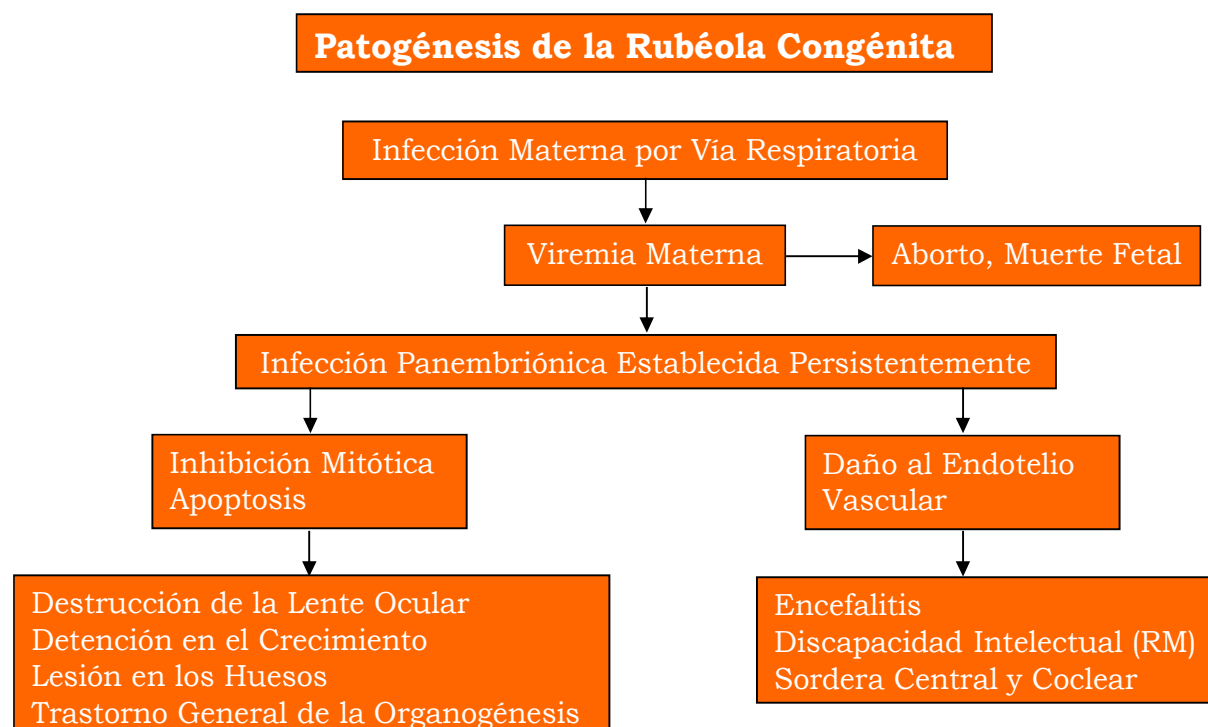 Patogénesis de la Rubéola Congénita
Infección Materna por Vía Respiratoria
Viremia Materna
Aborto, Muerte Fetal
Infección Panembriónica Establecida Persistentemente
Inhibición Mitótica
Apoptosis
Daño al Endotelio
Vascular
Destrucción de la Lente Ocular
Detención en el Crecimiento
Lesión en los Huesos
Trastorno General de la Organogénesis
Encefalitis
Discapacidad Intelectual (RM)
Sordera Central y Coclear